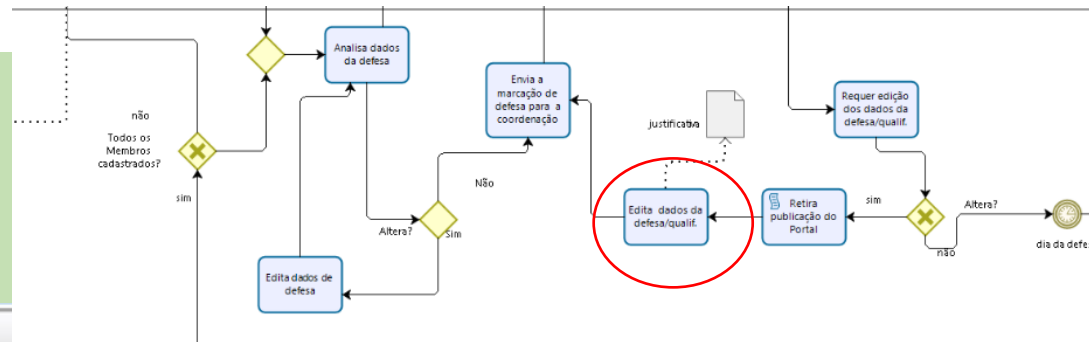 Analisa dados
da defesa
não
Todos os
Membros
cadastrados?
sim
Altera?
Sim
Não
Edita dados de
defesa
Envia a
marcação de
defesa para a
coordenação
justificativa
Edita dados da
defesa/qualif.
Retira
publicação do
Portal
sim
Requer edição
dos dados da
defesa/qualif.
Altera?
não
dia da defe